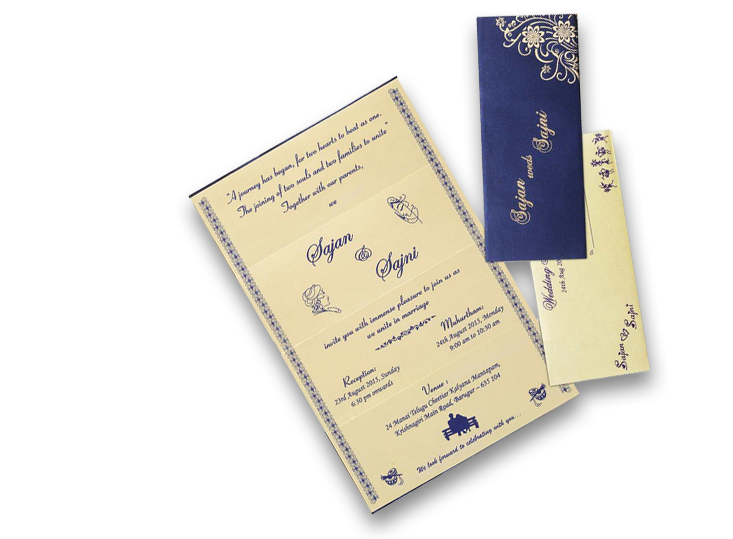 "A journey has begun, for two hearts to beat as one.
The joining of two souls and two families to unite"
Together with our parents,
we
Sajan
&
Sajni
invite you with immense pleasure to join us as
we unite in marriage
Reception:
23rd August 2015, Sunday
6:30 pm onwards
Muhurtham:
24th August 2015, Monday
9:00 am to 10:30 am
Venue:
24 Manai Telugu Chettier Kalyana Mantapam,
Krishnagiri Main Road, Barugur – 635 104
We look forward to celebrating with you...
Sajan weds Sajni
Wedding
24th Aug 20
To
Sajan & Sajni